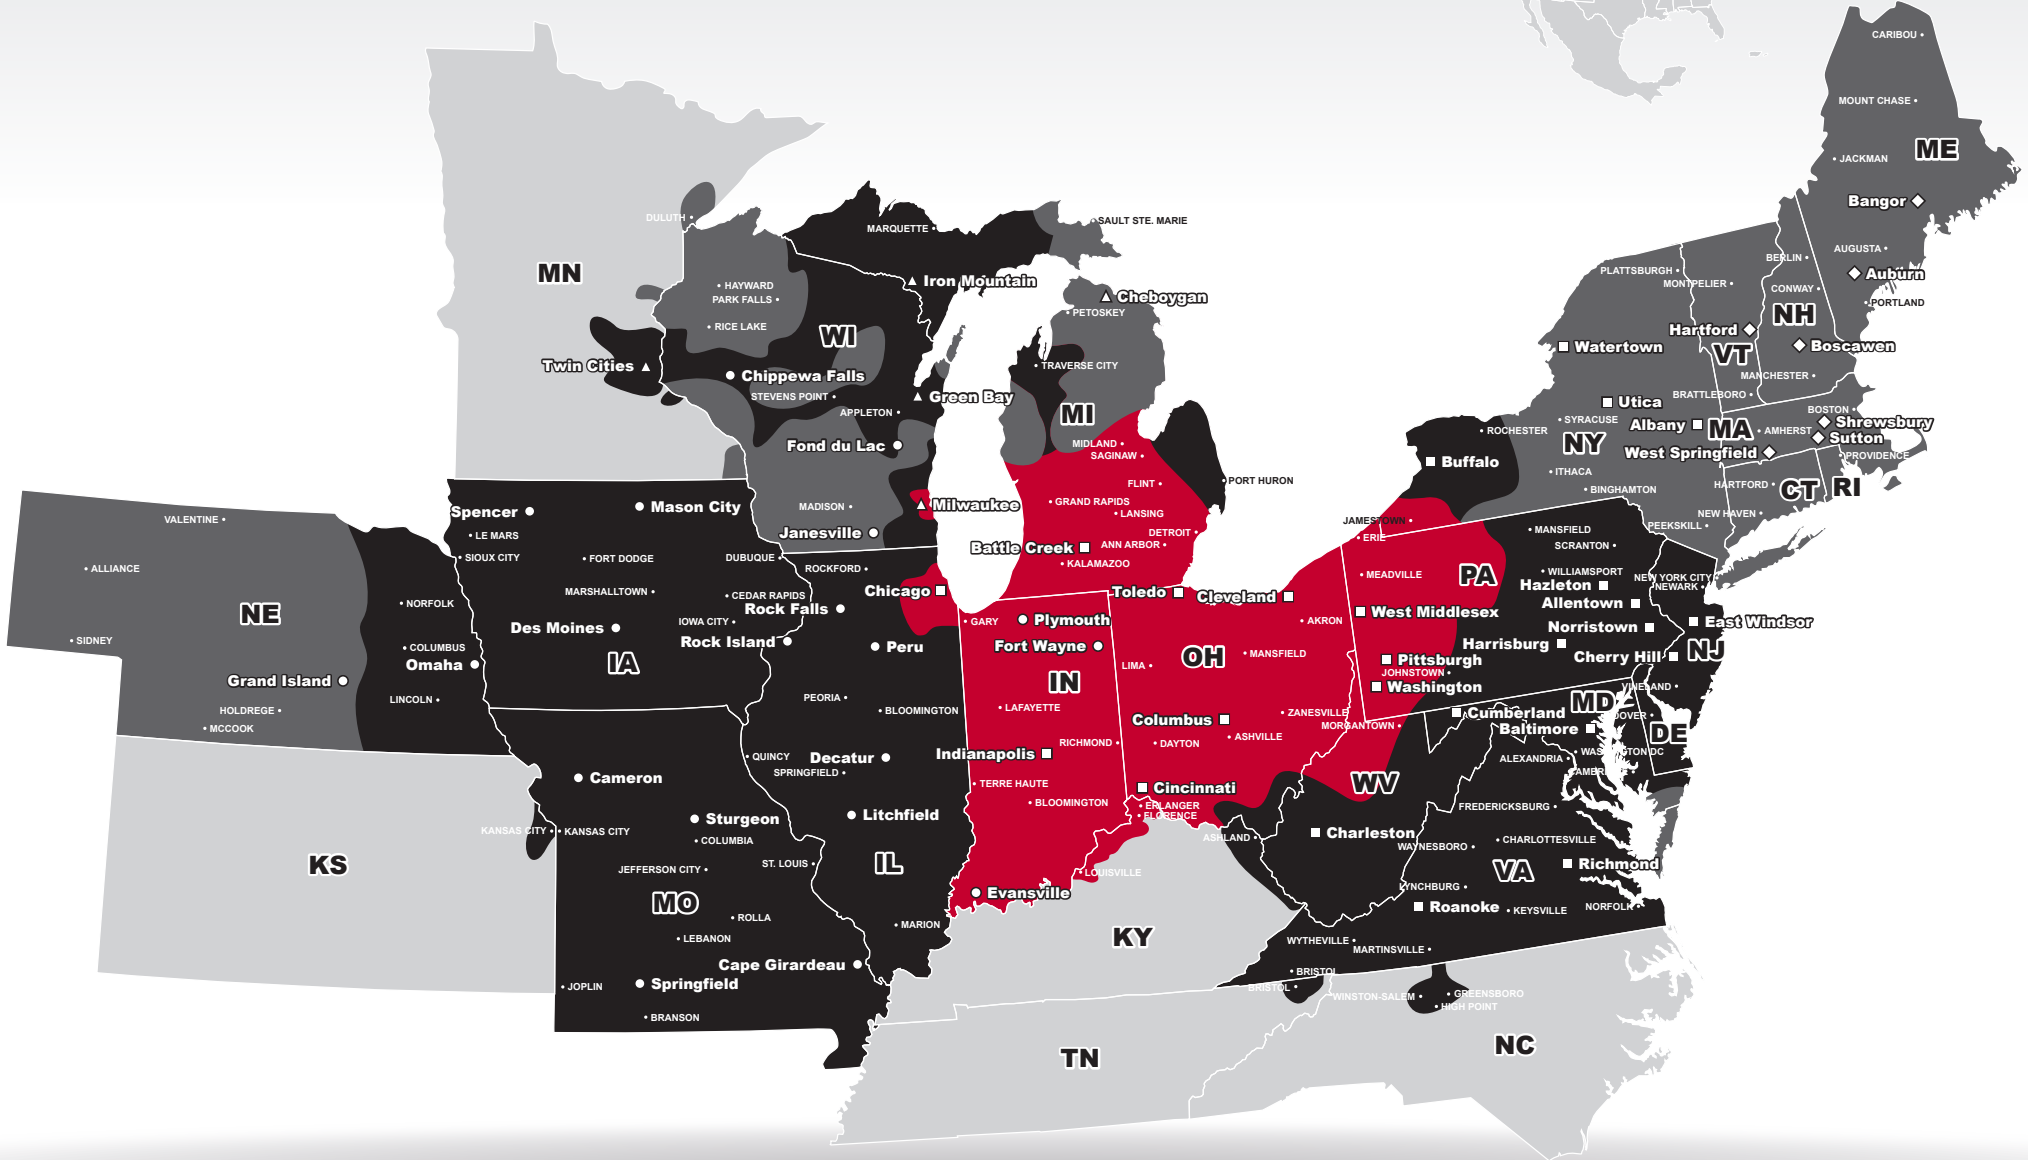 CARIBOU
MOUNT CHASE
ME
JACKMAN
Bangor
AUGUSTA
Auburn
PORTLAND
DULUTH
MARQUETTE
SAULT STE. MARIE
MN
HAYWARD
PARK FALLS
RICE LAKE
WI
Iron Mountain
Cheboygan
PETOSKEY
TRAVERSE CITY
MI
Twin Cities
Chippewa Falls
STEVENS POINT
APPLETON
Green Bay
Fond du Lac
MADISON
Milwaukee
Janesville
PLATTSBURGH
MONTPELIER
BERLIN
CONWAY
NH
Hartford
VT
Boscawen
MANCHESTER
BRATTLEBORO
Watertown
Utica
SYRACUSE
Albany
NY
MA
BOSTON
Shrewsbury
AMHERST
Sutton
West Springfield
PROVIDENCE
HARTFORD
CT
RI
NEW HAVEN
PEEKSKILL
ROCHESTER
Buffalo
ITHACA
BINGHAMTON
JAMESTOWN
MIDLAND
SAGINAW
FLINT
PORT HURON
GRAND RAPIDS
LANSING
DETROIT
Battle Creek
ANN ARBOR
KALAMAZOO
VALENTINE
ALLIANCE
NE
SIDNEY
NORFOLK
COLUMBUS
Omaha
Grand Island
LINCOLN
HOLDREGE
MCCOOK
Spencer
Mason City
LE MARS
SIOUX CITY
FORT DODGE
DUBUQUE
MARSHALLTOWN
CEDAR RAPIDS
IOWA CITY
Des Moines
IA
ROCKFORD
Chicago
Rock Falls
Rock Island
Peru
PEORIA
BLOOMINGTON
QUINCY
Decatur
SPRINGFIELD
Litchfield
IL
MARION
GARY
Plymouth
Fort Wayne
IN
LAFAYETTE
RICHMOND
Indianapolis
TERRE HAUTE
BLOOMINGTON
Evansville
Toledo
Cleveland
AKRON
LIMA
OH
MANSFIELD
Columbus
ZANESVILLE
DAYTON
ASHVILLE
Cincinnati
ERLANGER
FLORENCE
ASHLAND
LOUISVILLE
ERIE
MEADVILLE
PA
West Middlesex
Pittsburgh
JOHNSTOWN
Washington
MORGANTOWN
MANSFIELD
SCRANTON
WILLIAMSPORT
Hazleton
NEW YORK CITY
NEWARK
Allentown
East Windsor
Norristown
Harrisburg
Cherry Hill
NJ
VINELAND
MD
DOVER
Cumberland
Baltimore
DE
WASHINGTON DC
ALEXANDRIA
WV
FREDERICKSBURG
Charleston
CHARLOTTESVILLE
WAYNESBORO
VA
Richmond
LYNCHBURG
Roanoke
KEYSVILLE
NORFOLK
WYTHEVILLE
MARTINSVILLE
BRISTOL
BRISTOL
WINSTON-SALEM
GREENSBORO
HIGH POINT
KS
KANSAS CITY
KANSAS CITY
Cameron
Sturgeon
COLUMBIA
ST. LOUIS
JEFFERSON CITY
MO
ROLLA
LEBANON
Cape Girardeau
Springfield
JOPLIN
BRANSON
KY
TN
NC